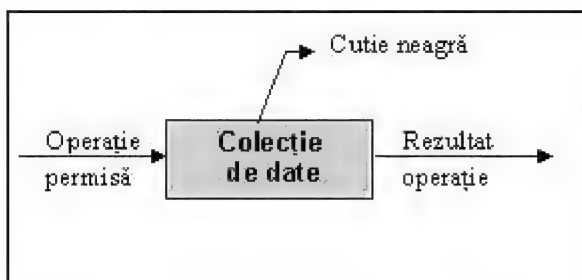 Cutie neagră
Operație
permisă
Colecție
de date
Rezultat
operație